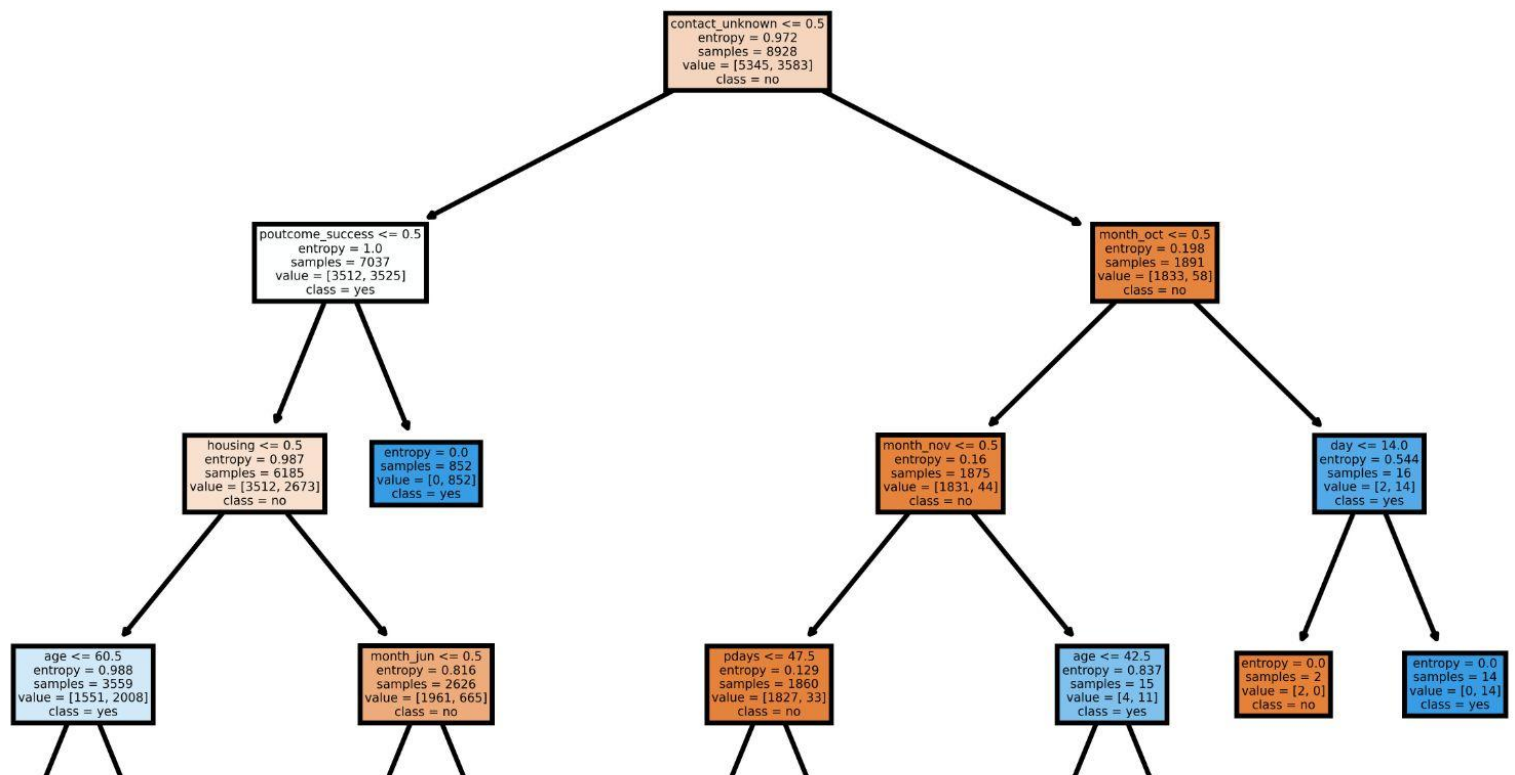 contact_unknown <= 0.5
entropy = 0.972
samples = 8928
value = [5345, 3583]
class = no
poutcome_success <= 0.5
entropy = 1.0
samples = 7037
value = [3512, 3525]
class = yes
month_oct <= 0.5
entropy = 0.198
samples = 1891
value = [1833, 58]
class = no
housing <= 0.5
entropy = 0.987
samples = 6185
value = [3512, 2673]
class = no
entropy = 0.0
samples = 852
value = [0, 852]
class = yes
month_nov <= 0.5
entropy = 0.16
samples = 1875
value = [1831, 44]
class = no
day <= 14.0
entropy = 0.544
samples = 16
value = [2, 14]
class = yes
age <= 60.5
entropy = 0.988
samples = 3559
value = [1551, 2008]
class = yes
month_jun <= 0.5
entropy = 0.816
samples = 2626
value = [1961, 665]
class = no
pdays <= 47.5
entropy = 0.129
samples = 1860
value = [1827, 33]
class = no
age <= 42.5
entropy = 0.837
samples = 15
value = [4, 11]
class = yes
entropy = 0.0
samples = 2
value = [2, 0]
class = no
entropy = 0.0
samples = 14
value = [0, 14]
class = yes